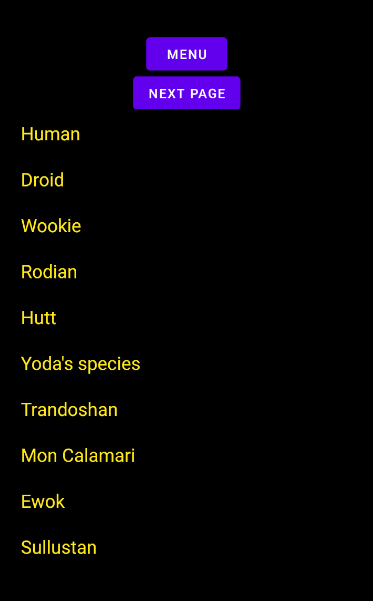 MENU
NEXT PAGE
Human
Droid
Wookie
Rodian
Hutt
Yoda's species
Trandoshan
Mon Calamari
Ewok
Sullustan